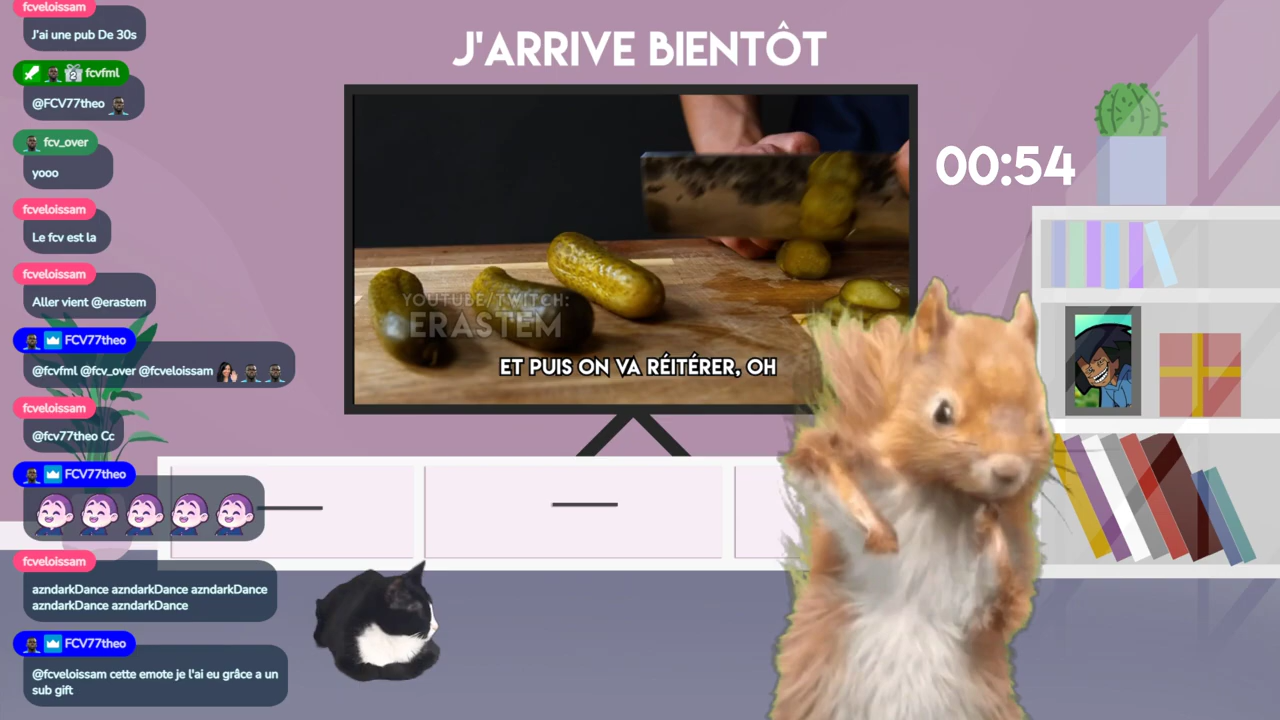 fcveloissam
J'ai une pub De 30s
2 fcvfml
@FCV77theo
fcv_over
yooo
fcveloissam
Le fcv est la
fcveloissam
Aller vient @erastem
FCV77theo
@fcvfml @fcv_over @fcveloissam
fcveloissam
@fcv77theo Cc
FCV77theo
fcveloissam
azndarkDance azndarkDance azndarkDance
azndarkDance azndarkDance
FCV77theo
@fcveloissam cette emote je l'ai eu grâce a un
sub gift
J'ARRIVE BIENTÔT
00:54
YOUTUBE/TWITCH:
ERASTEM
ET PUIS ON VA RÉITÉRER, OH